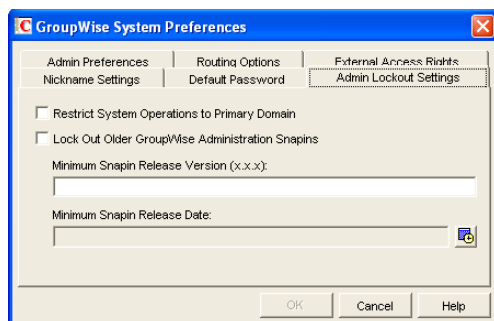 GroupWise System Preferences
Admin Preferences Routing Options External Access Rights
Nickname Settings Default Password Admin Lockout Settings
Restrict System Operations to Primary Domain
Lock Out Older GroupWise Administration Snapins
Minimum Snapin Release Version (x.x.x):
Minimum Snapin Release Date:
OK Cancel Help